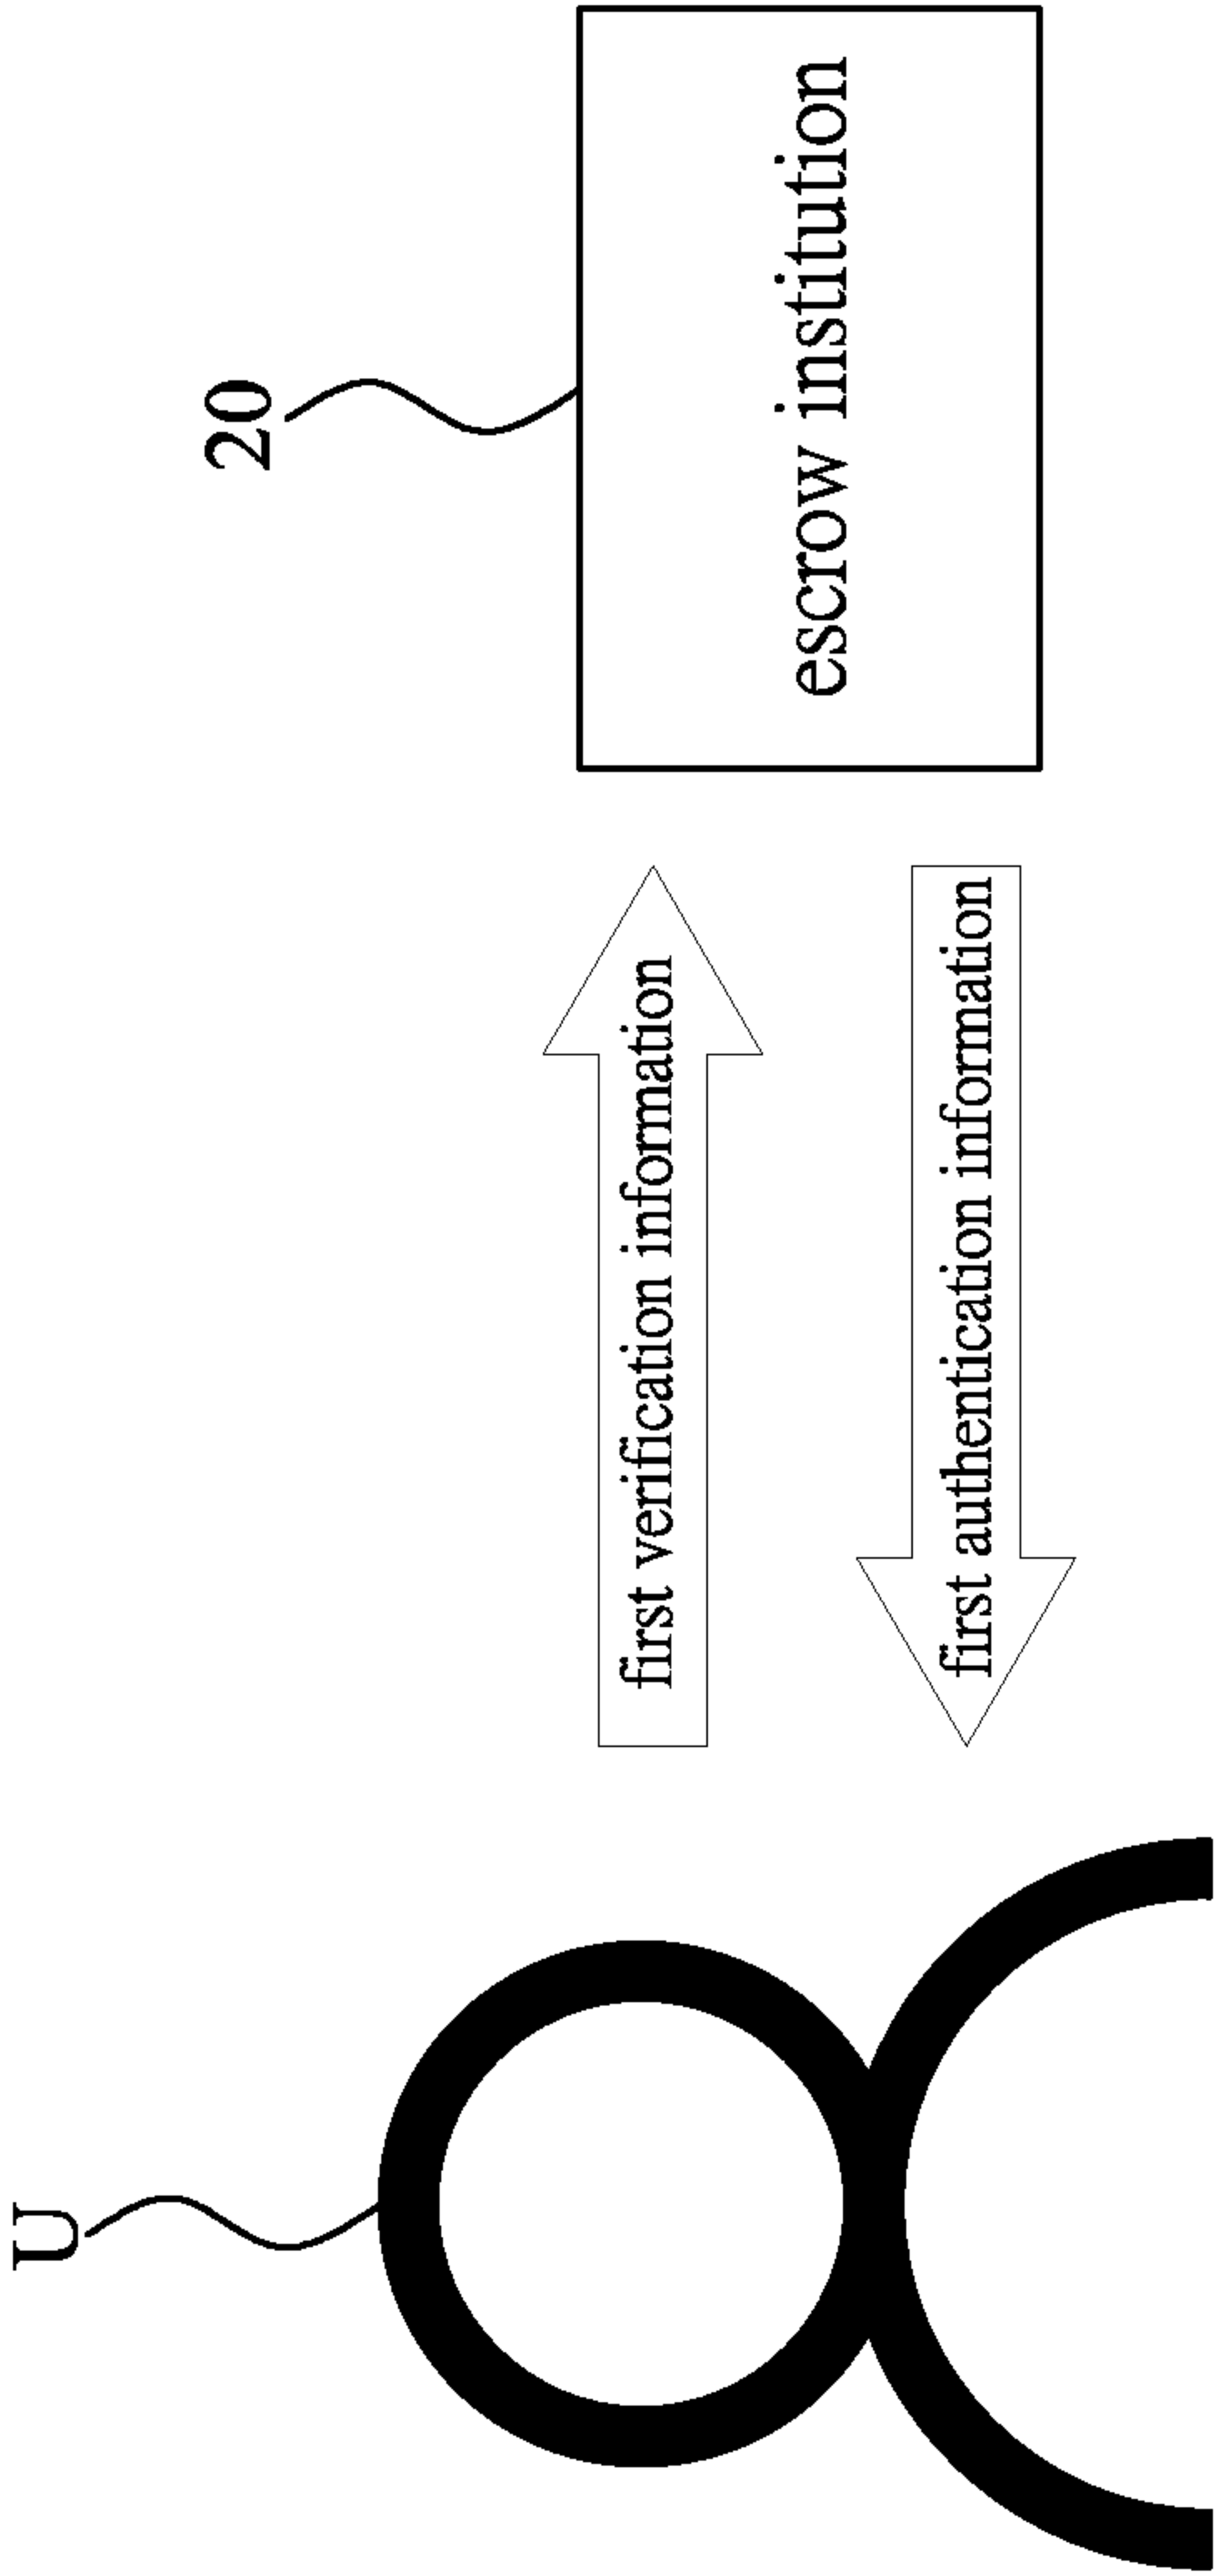 U
20
first verification information
escrow institution
first authentication information